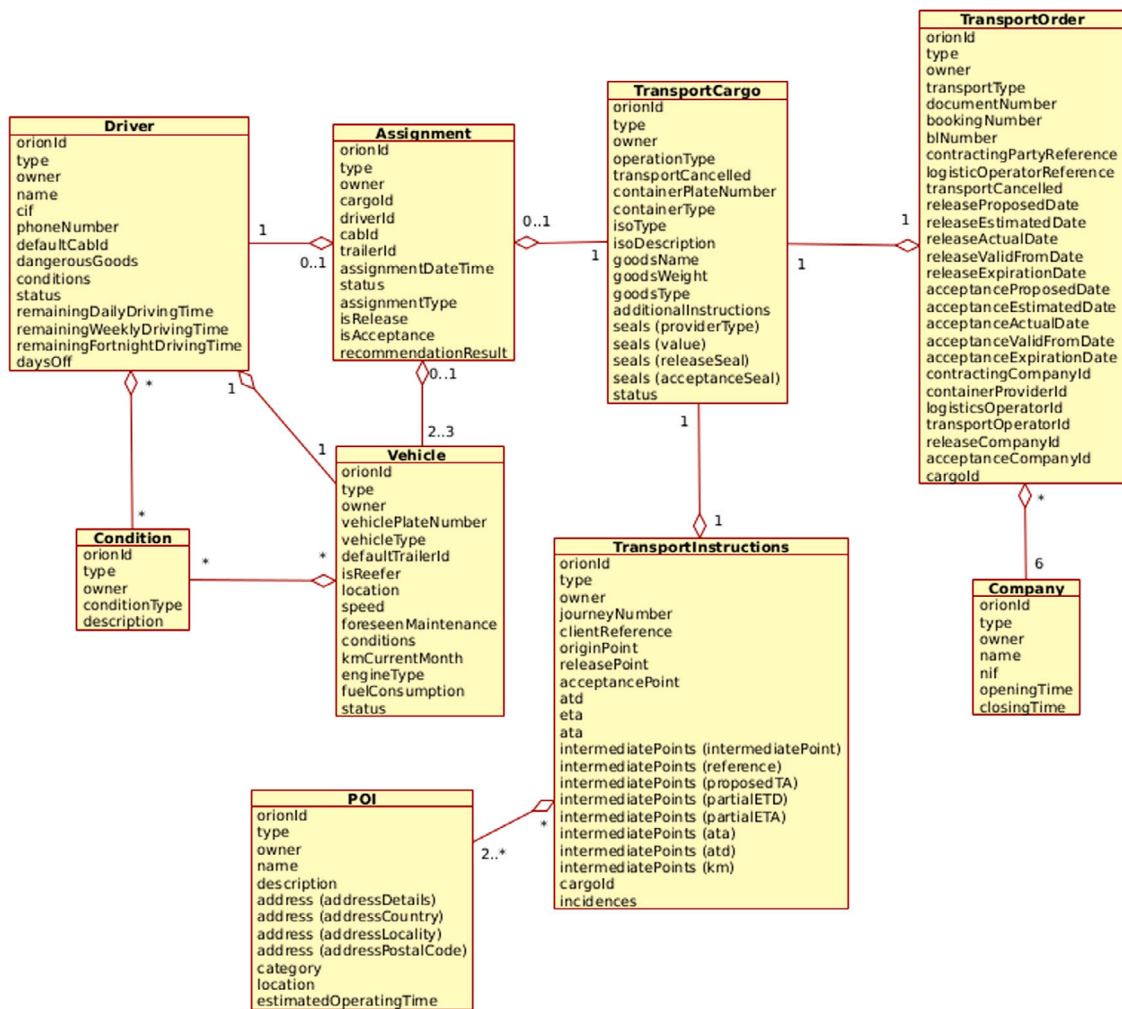 TransportOrder
orionId
type
owner
transportType
documentNumber
bookingNumber
blNumber
contractingPartyReference
logisticOperatorReference
transportCancelled
releaseProposedDate
releaseEstimatedDate
releaseActualDate
releaseValidFromDate
releaseExpirationDate
acceptanceProposedDate
acceptanceEstimatedDate
acceptanceActualDate
acceptanceValidFromDate
acceptanceExpirationDate
contractingCompanyId
containerProviderId
logisticsOperatorId
transportOperatorId
releaseCompanyId
acceptanceCompanyId
cargoId
TransportCargo
orionId
type
owner
operationType
transportCancelled
containerPlateNumber
containerType
isoType
isoDescription
goodsName
goodsWeight
goodsType
additionalInstructions
seals (providerType)
seals (value)
seals (releaseSeal)
seals (acceptanceSeal)
status
Driver
orionId
type
owner
name
cif
phoneNumber
defaultCabId
dangerousGoods
conditions
status
remainingDailyDrivingTime
remainingWeeklyDrivingTime
remainingFortnightDrivingTime
daysOff
Assignment
orionId
type
owner
cargoId
driverId
cabId
trailerId
assignmentDateTime
status
assignmentType
isRelease
isAcceptance
recommendationResult
1
0..1
0..1
1
1
1
*
1
0..1
2..3
1
*
*
*
1
1
*
6
Vehicle
orionId
type
owner
vehiclePlateNumber
vehicleType
defaultTrailerId
isReefer
location
speed
foreseenMaintenance
conditions
kmCurrentMonth
engineType
fuelConsumption
status
Condition
orionId
type
owner
conditionType
description
TransportInstructions
orionId
type
owner
journeyNumber
clientReference
originPoint
releasePoint
acceptancePoint
atd
eta
ata
intermediatePoints (intermediatePoint)
intermediatePoints (reference)
intermediatePoints (proposedTA)
intermediatePoints (partialETD)
intermediatePoints (partialETA)
intermediatePoints (ata)
intermediatePoints (atd)
intermediatePoints (km)
cargoId
incidences
Company
orionId
type
owner
name
nif
openingTime
closingTime
POI
orionId
type
owner
name
description
address (addressDetails)
address (addressCountry)
address (addressLocality)
address (addressPostalCode)
category
location
estimatedOperatingTime
*
2..*